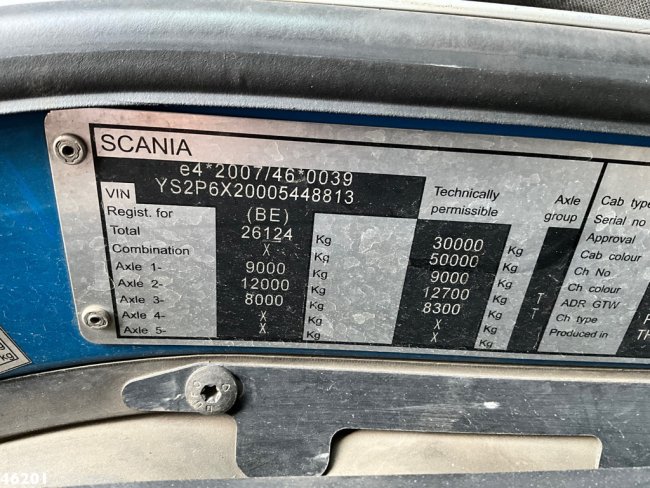 SCANIA
e4*2007/46*0039
VIN YS2P6X20005448813
Regist. for (BE) Technically permissible Axle group
Total 26124 Kg 30000 Kg
Combination X Kg 50000 Kg
Axle 1- 9000 Kg 9000 Kg
Axle 2- 12000 Kg 12700 Kg T
Axle 3- 8000 Kg 8300 Kg T
Axle 4- X Kg X Kg
Axle 5- X Kg X Kg
Cab type
Serial no
Approval
Cab colour
Ch No
Ch colour
ADR GTW
Ch type
Produced in
Kg
46201